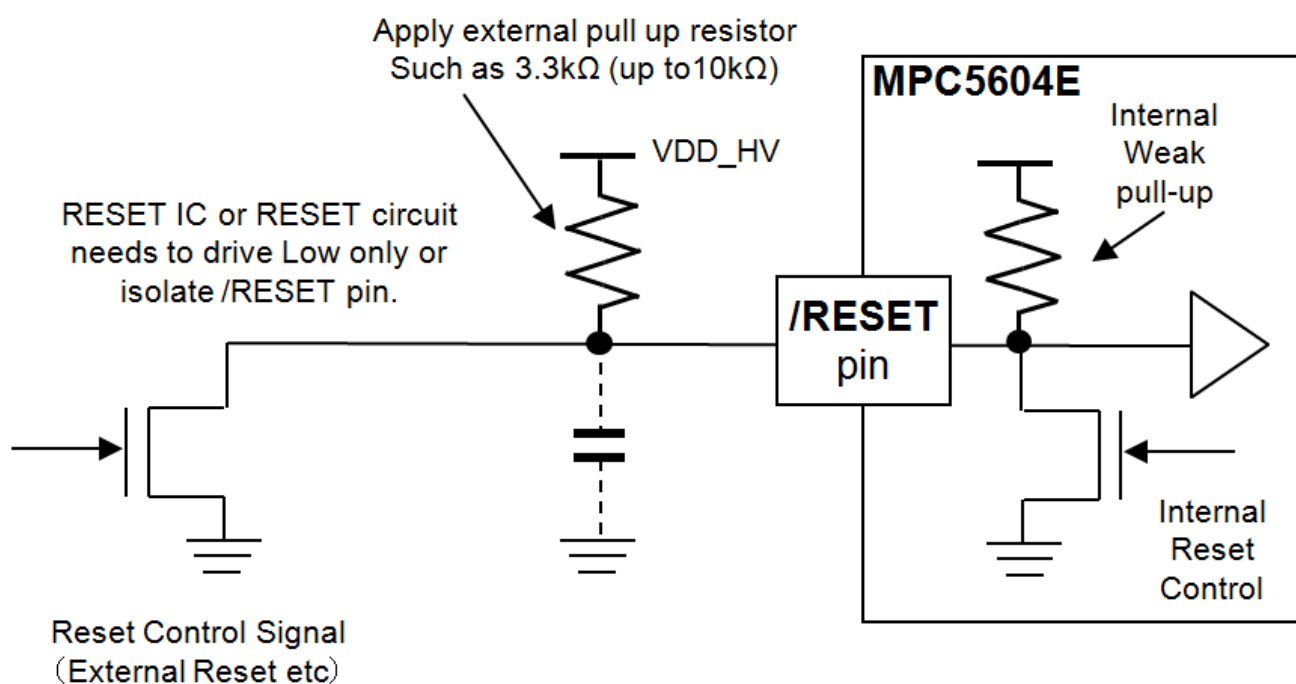 Apply external pull up resistor
Such as 3.3kΩ (up to10kΩ)
MPC5604E
Internal
Weak
pull-up
VDD_HV
RESET IC or RESET circuit
needs to drive Low only or
isolate /RESET pin.
/RESET
pin
Internal
Reset
Control
Reset Control Signal
（External Reset etc）